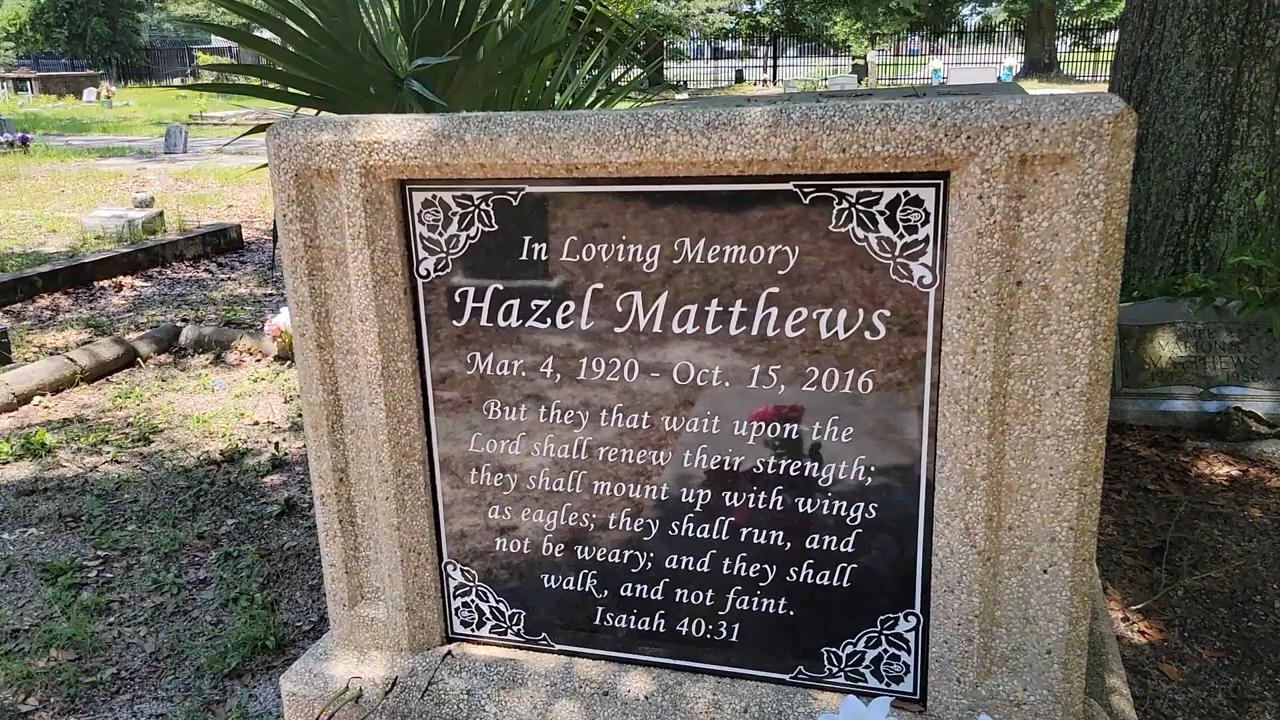 In Loving Memory
Hazel Matthews
Mar. 4, 1920 - Oct. 15, 2016
But they that wait upon the
Lord shall renew their strength;
they shall mount up with wings
as eagles; they shall run, and
not be weary; and they shall
walk, and not faint.
Isaiah 40:31
MATTHEWS